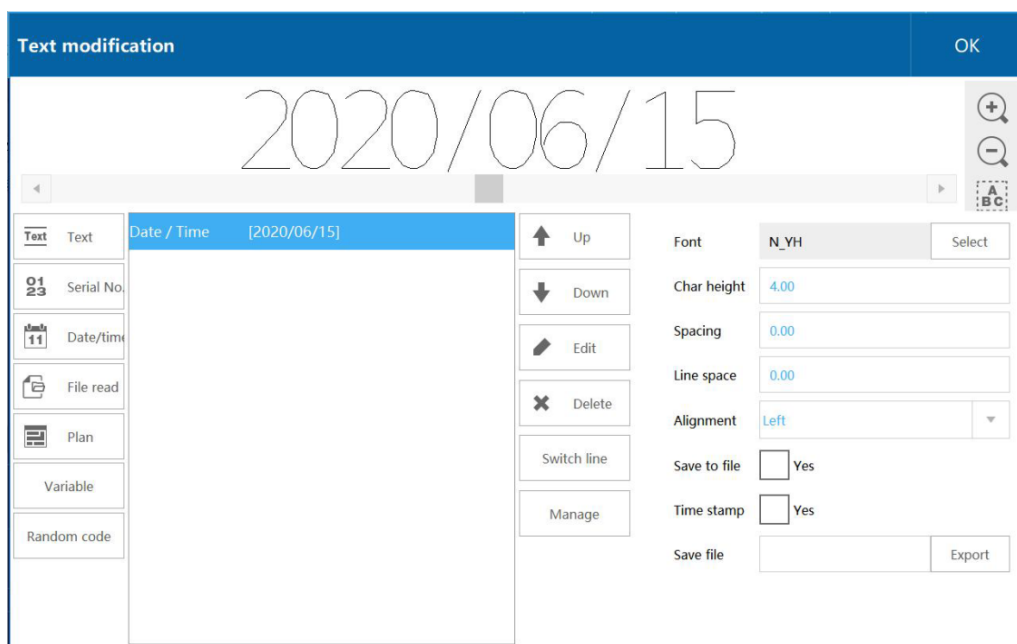 Text modification OK
2020/06/15
A
BC
Text Text
0123 Serial No.
11 Date/time
File read
Plan
Variable
Random code
Date / Time [2020/06/15]
Up
Down
Edit
Delete
Switch line
Manage
Font N_YH Select
Char height 4.00
Spacing 0.00
Line space 0.00
Alignment Left
Save to file Yes
Time stamp Yes
Save file Export